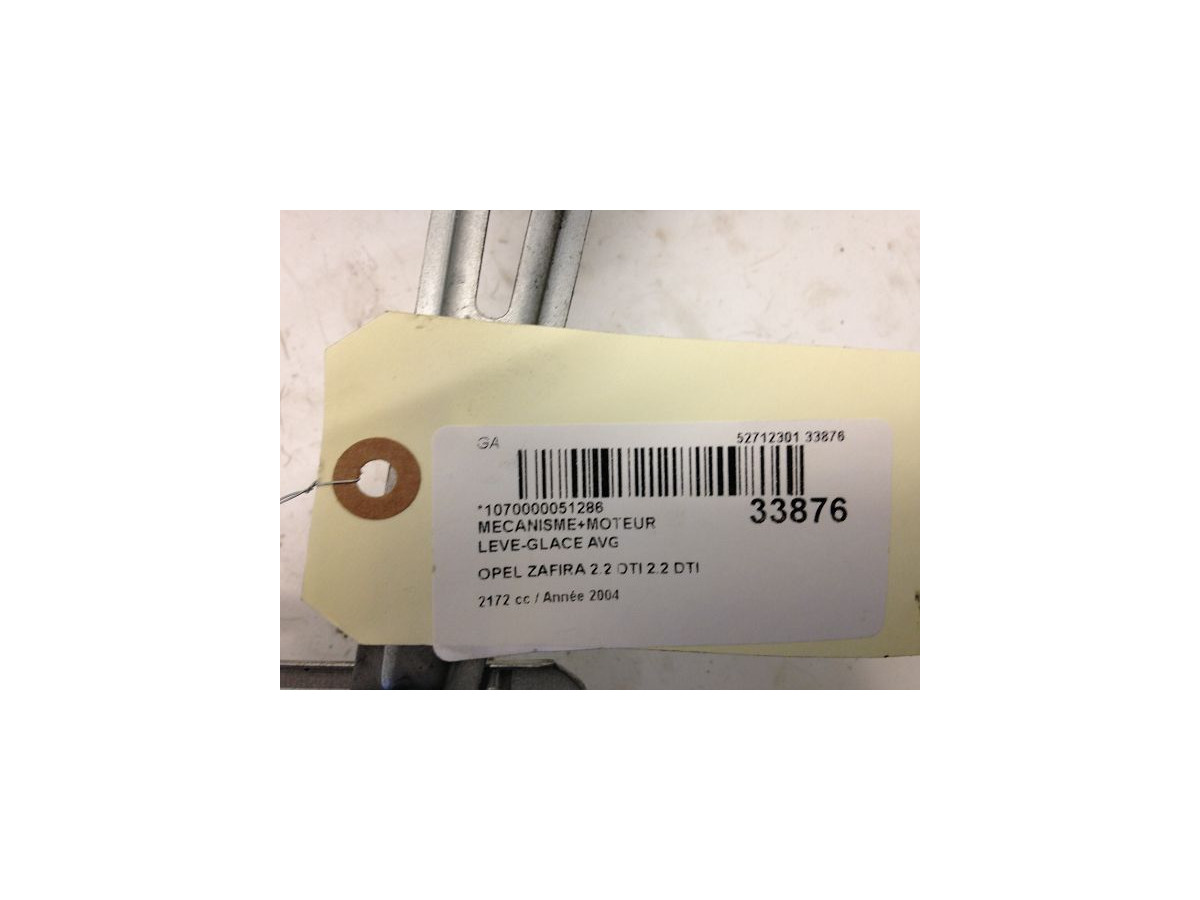 GA
52712301 33876
*1070000051286
33876
MECANISME+MOTEUR
LEVE-GLACE AVG
OPEL ZAFIRA 2.2 DTI 2.2 DTI
2172 cc / Année 2004